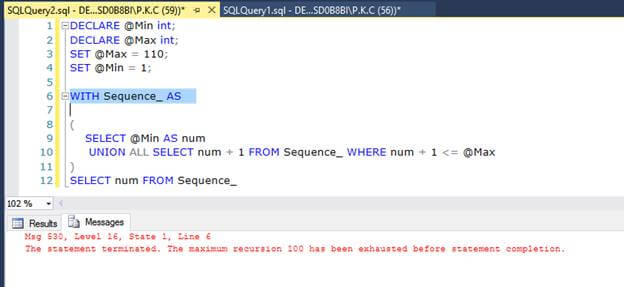 SQLQuery2.sql - DE...SD0B8BI\P.K.C (59))* SQLQuery1.sql - DE...SD0B8BI\P.K.C (56))*
1 DECLARE @Min int;
2 DECLARE @Max int;
3 SET @Max = 110;
4 SET @Min = 1;
5
6 WITH Sequence_ AS
7
8 (
9 SELECT @Min AS num
10 UNION ALL SELECT num + 1 FROM Sequence_ WHERE num + 1 <= @Max
11 )
12 SELECT num FROM Sequence_
102 %
Results Messages
Msg 530, Level 16, State 1, Line 6
The statement terminated. The maximum recursion 100 has been exhausted before statement completion.